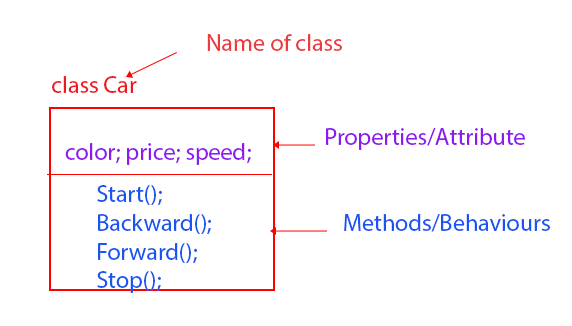 Name of class
class Car
color; price; speed;
Properties/Attribute
Start();
Backward();
Methods/Behaviours
Forward();
Stop();